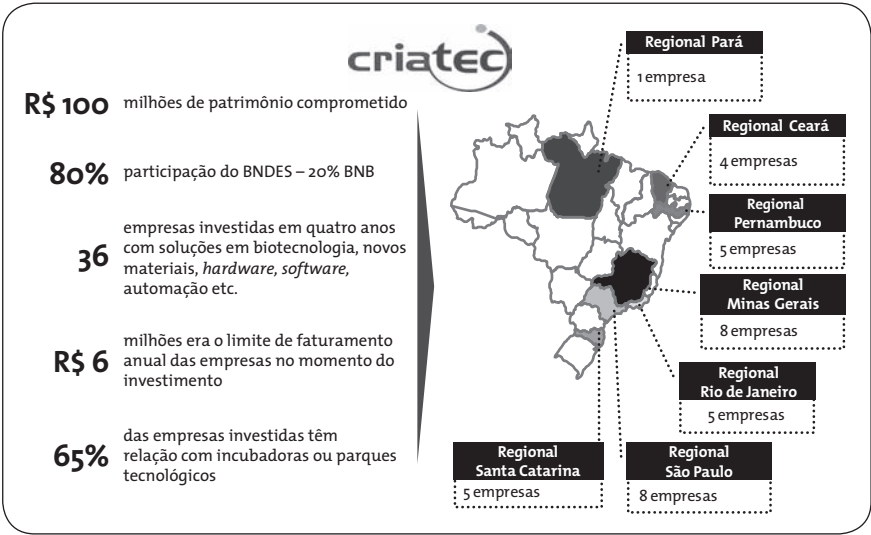 criatec
R$ 100
milhões de patrimônio comprometido
80%
participação do BNDES – 20% BNB
36
empresas investidas em quatro anos
com soluções em biotecnologia, novos
materiais, hardware, software,
automação etc.
R$ 6
milhões era o limite de faturamento
anual das empresas no momento do
investimento
65%
das empresas investidas têm
relação com incubadoras ou parques
tecnológicos
Regional Pará
1 empresa
Regional Ceará
4 empresas
Regional
Pernambuco
5 empresas
Regional
Minas Gerais
8 empresas
Regional
Rio de Janeiro
5 empresas
Regional
Santa Catarina
5 empresas
Regional
São Paulo
8 empresas